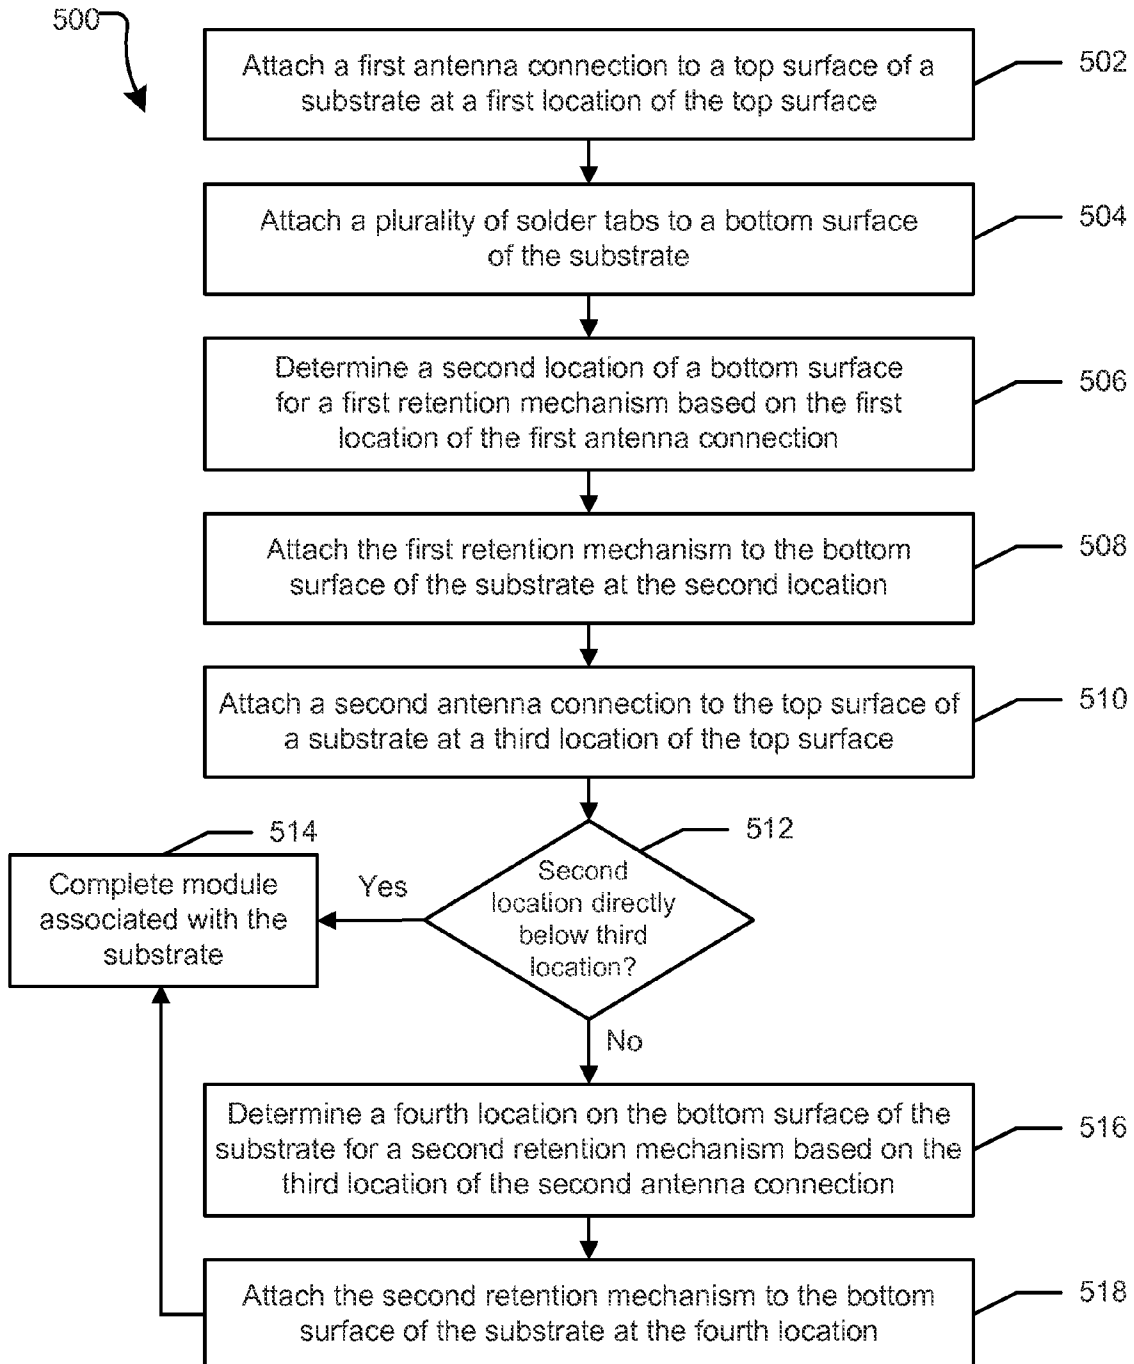 500
Attach a first antenna connection to a top surface of a
substrate at a first location of the top surface
502
Attach a plurality of solder tabs to a bottom surface
of the substrate
504
Determine a second location of a bottom surface
for a first retention mechanism based on the first
location of the first antenna connection
506
Attach the first retention mechanism to the bottom
surface of the substrate at the second location
508
Attach a second antenna connection to the top surface of
a substrate at a third location of the top surface
510
512
Second
location directly
below third
location?
Yes
514
Complete module
associated with the
substrate
No
Determine a fourth location on the bottom surface of the
substrate for a second retention mechanism based on the
third location of the second antenna connection
516
Attach the second retention mechanism to the bottom
surface of the substrate at the fourth location
518